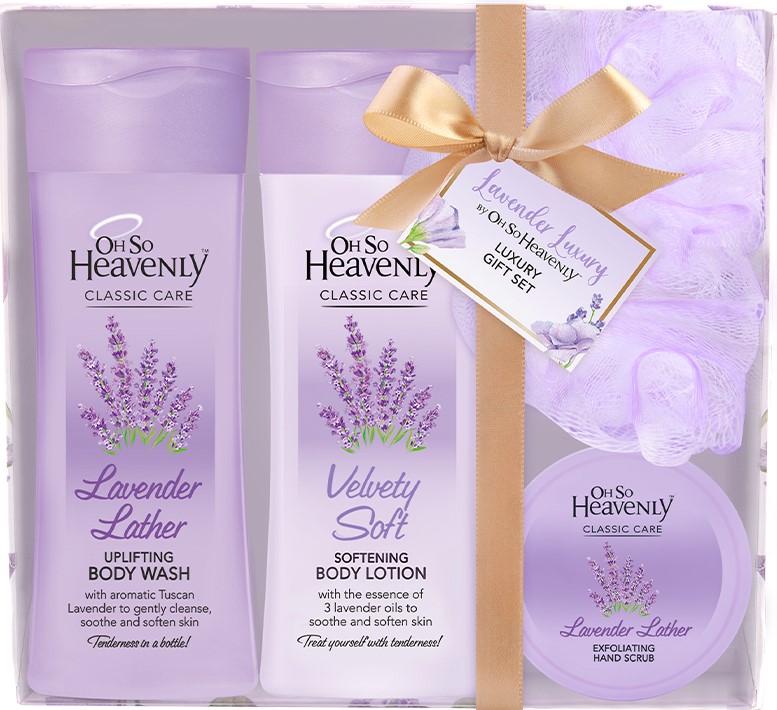 OH SO
HEAVENLY™
CLASSIC CARE
Lavender
Lather
UPLIFTING
BODY WASH
with aromatic Tuscan
Lavender to gently cleanse,
soothe and soften skin
Tenderness in a bottle!
OH SO
HEAVENLY
CLASSIC CARE
Velvety
Soft
SOFTENING
BODY LOTION
with the essence of
3 lavender oils to
soothe and soften skin
Treat yourself with tenderness!
Lavender Luxury
BY OH SO HEAVENLY™
LUXURY
GIFT SET
OH SO
HEAVENLY™
CLASSIC CARE
Lavender Lather
EXFOLIATING
HAND SCRUB